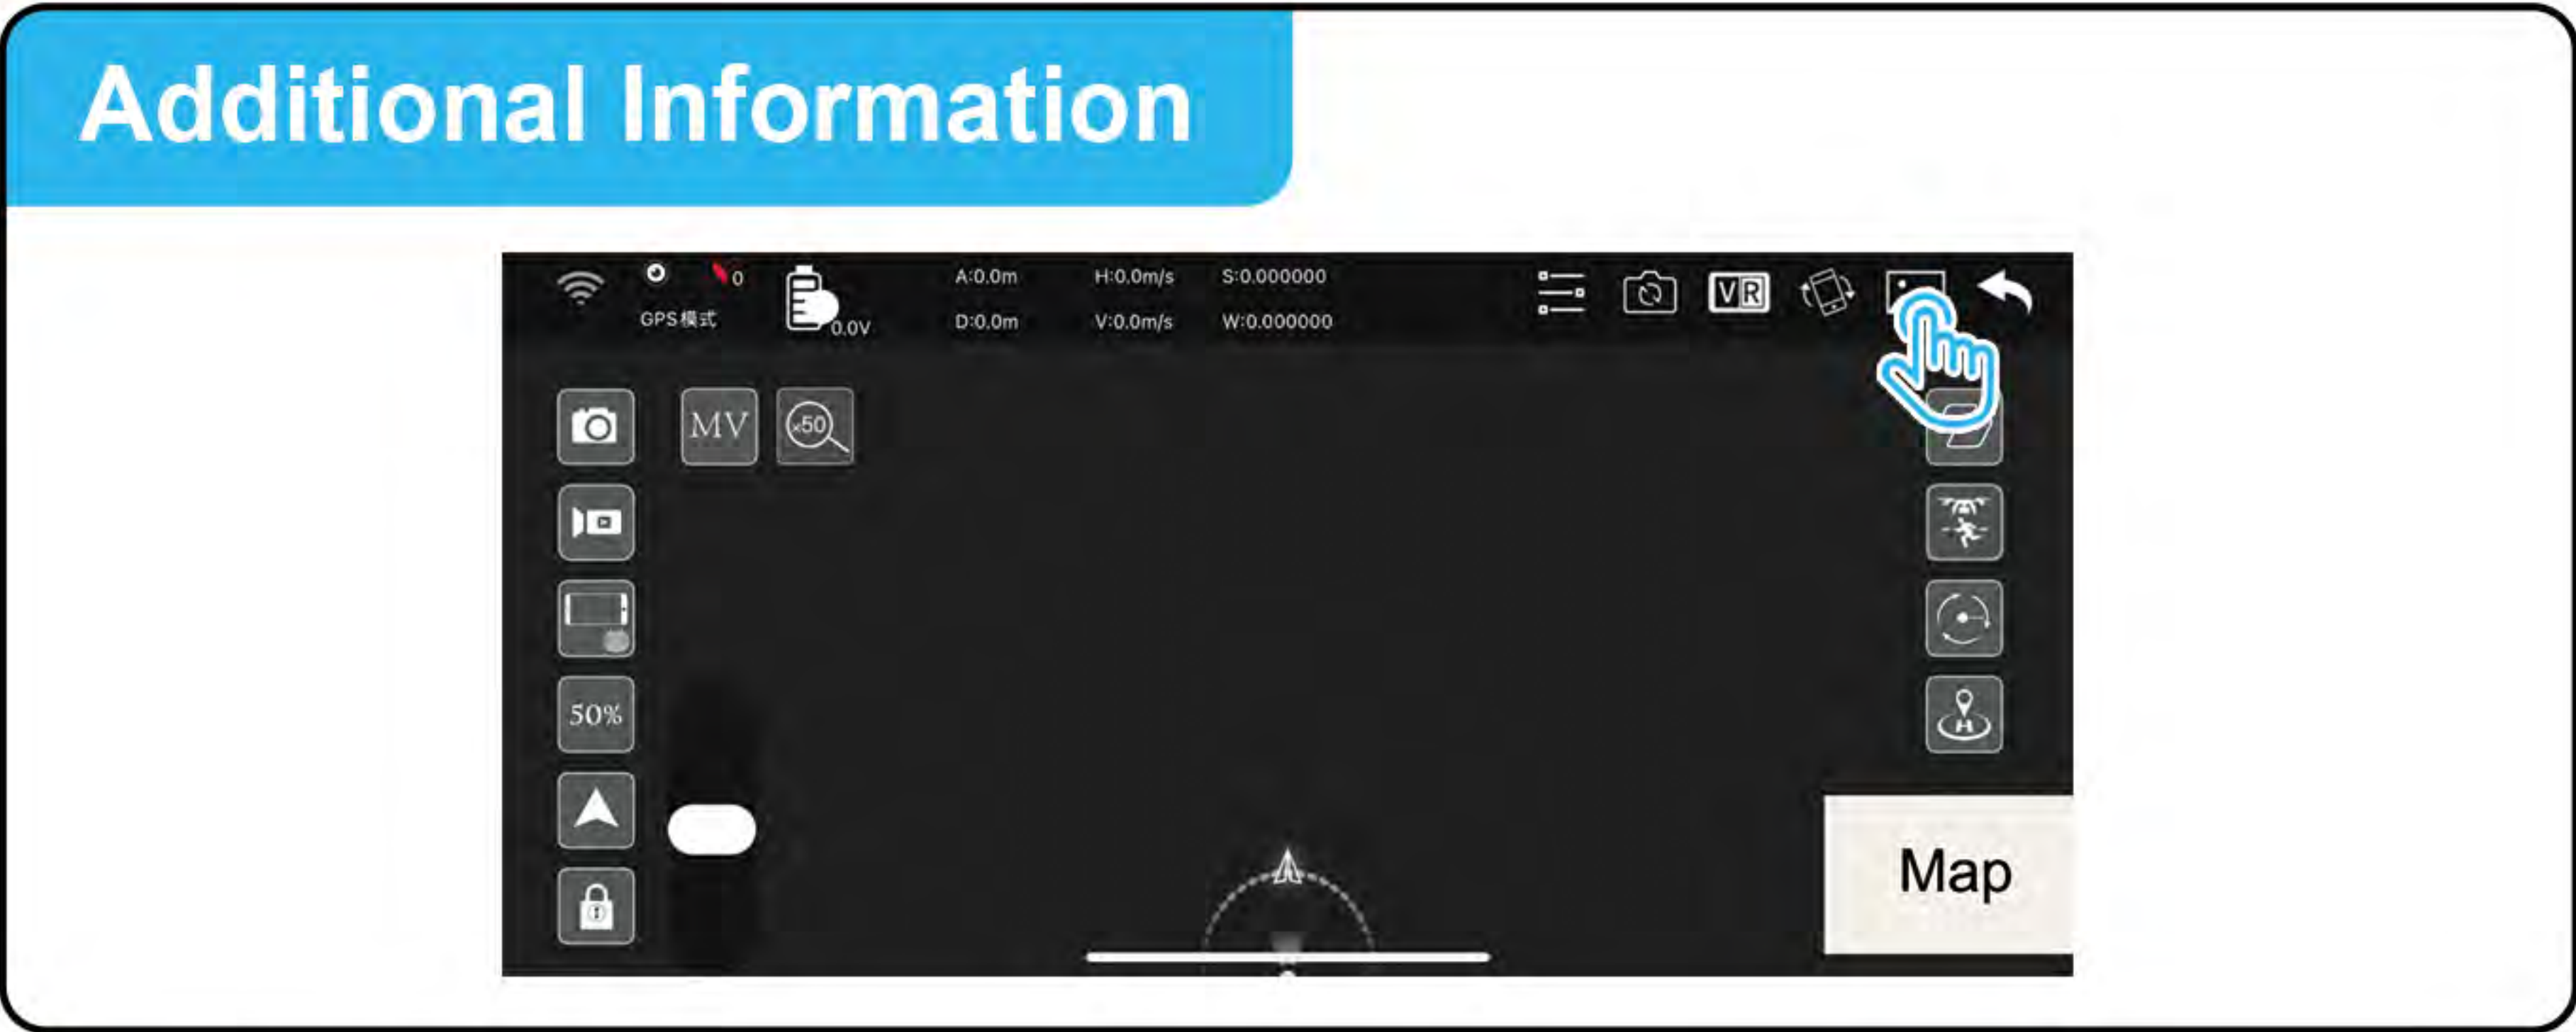 Additional Information
0
GPS模式
0.0V
A:0.0m H:0.0m/s S:0.000000
D:0.0m V:0.0m/s W:0.000000
VR
MV
x50
50%
H
Map